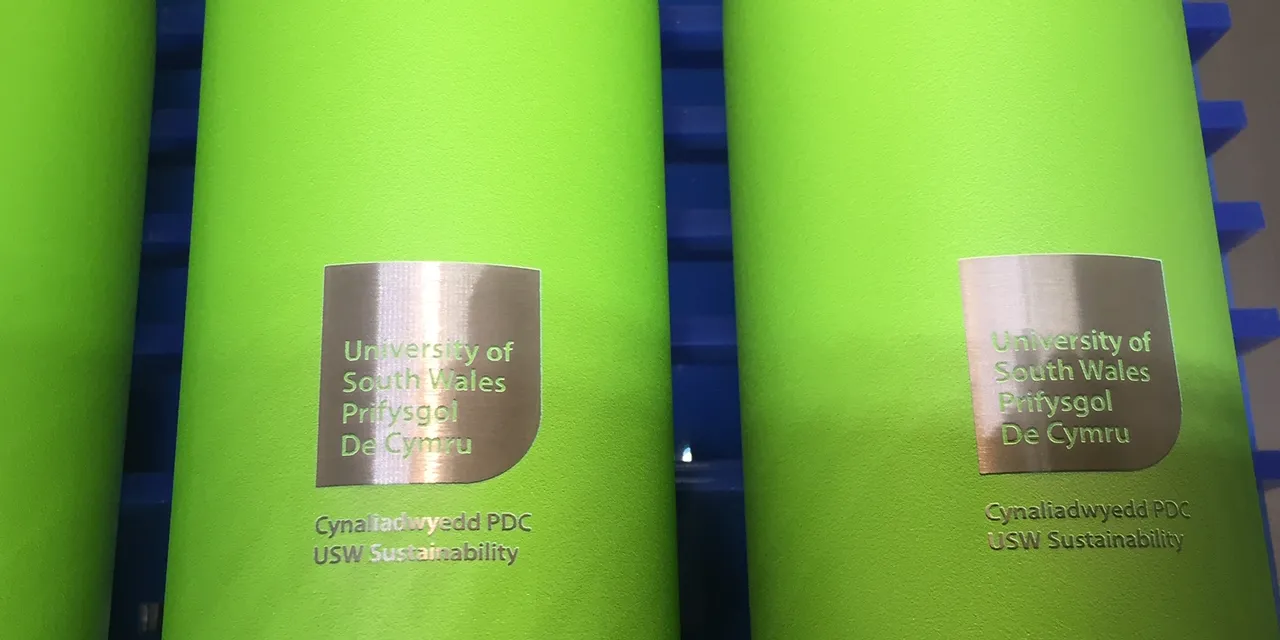 University of
South Wales
Prifysgol
De Cymru
Cynaliadwyedd PDC
USW Sustainability
University of
South Wales
Prifysgol
De Cymru
Cynaliadwyedd PDC
USW Sustainability